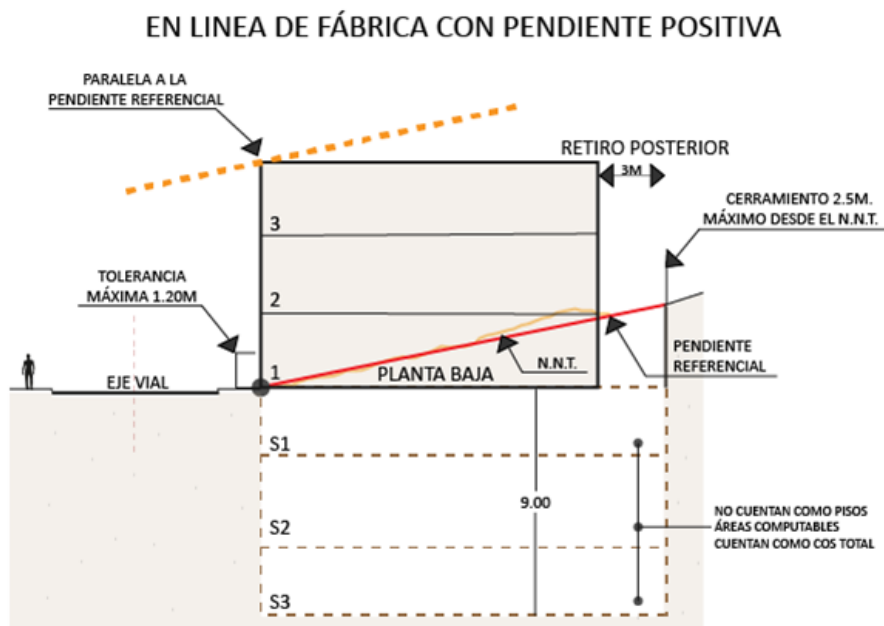 EN LINEA DE FÁBRICA CON PENDIENTE POSITIVA
PARALELA A LA
PENDIENTE REFERENCIAL
RETIRO POSTERIOR
3M
CERRAMIENTO 2.5M.
MÁXIMO DESDE EL N.N.T.
3
TOLERANCIA
MÁXIMA 1.20M
2
PENDIENTE
REFERENCIAL
N.N.T.
1
PLANTA BAJA
EJE VIAL
S1
9.00
NO CUENTAN COMO PISOS
ÁREAS COMPUTABLES
CUENTAN COMO COS TOTAL
S2
S3